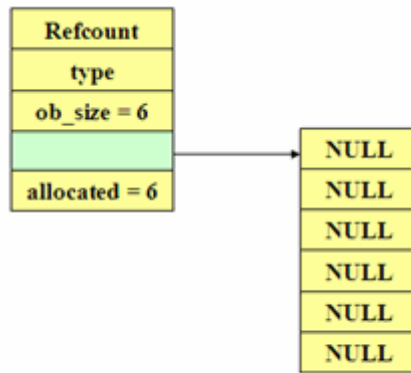 Refcount
type
ob_size = 6
allocated = 6
NULL
NULL
NULL
NULL
NULL
NULL